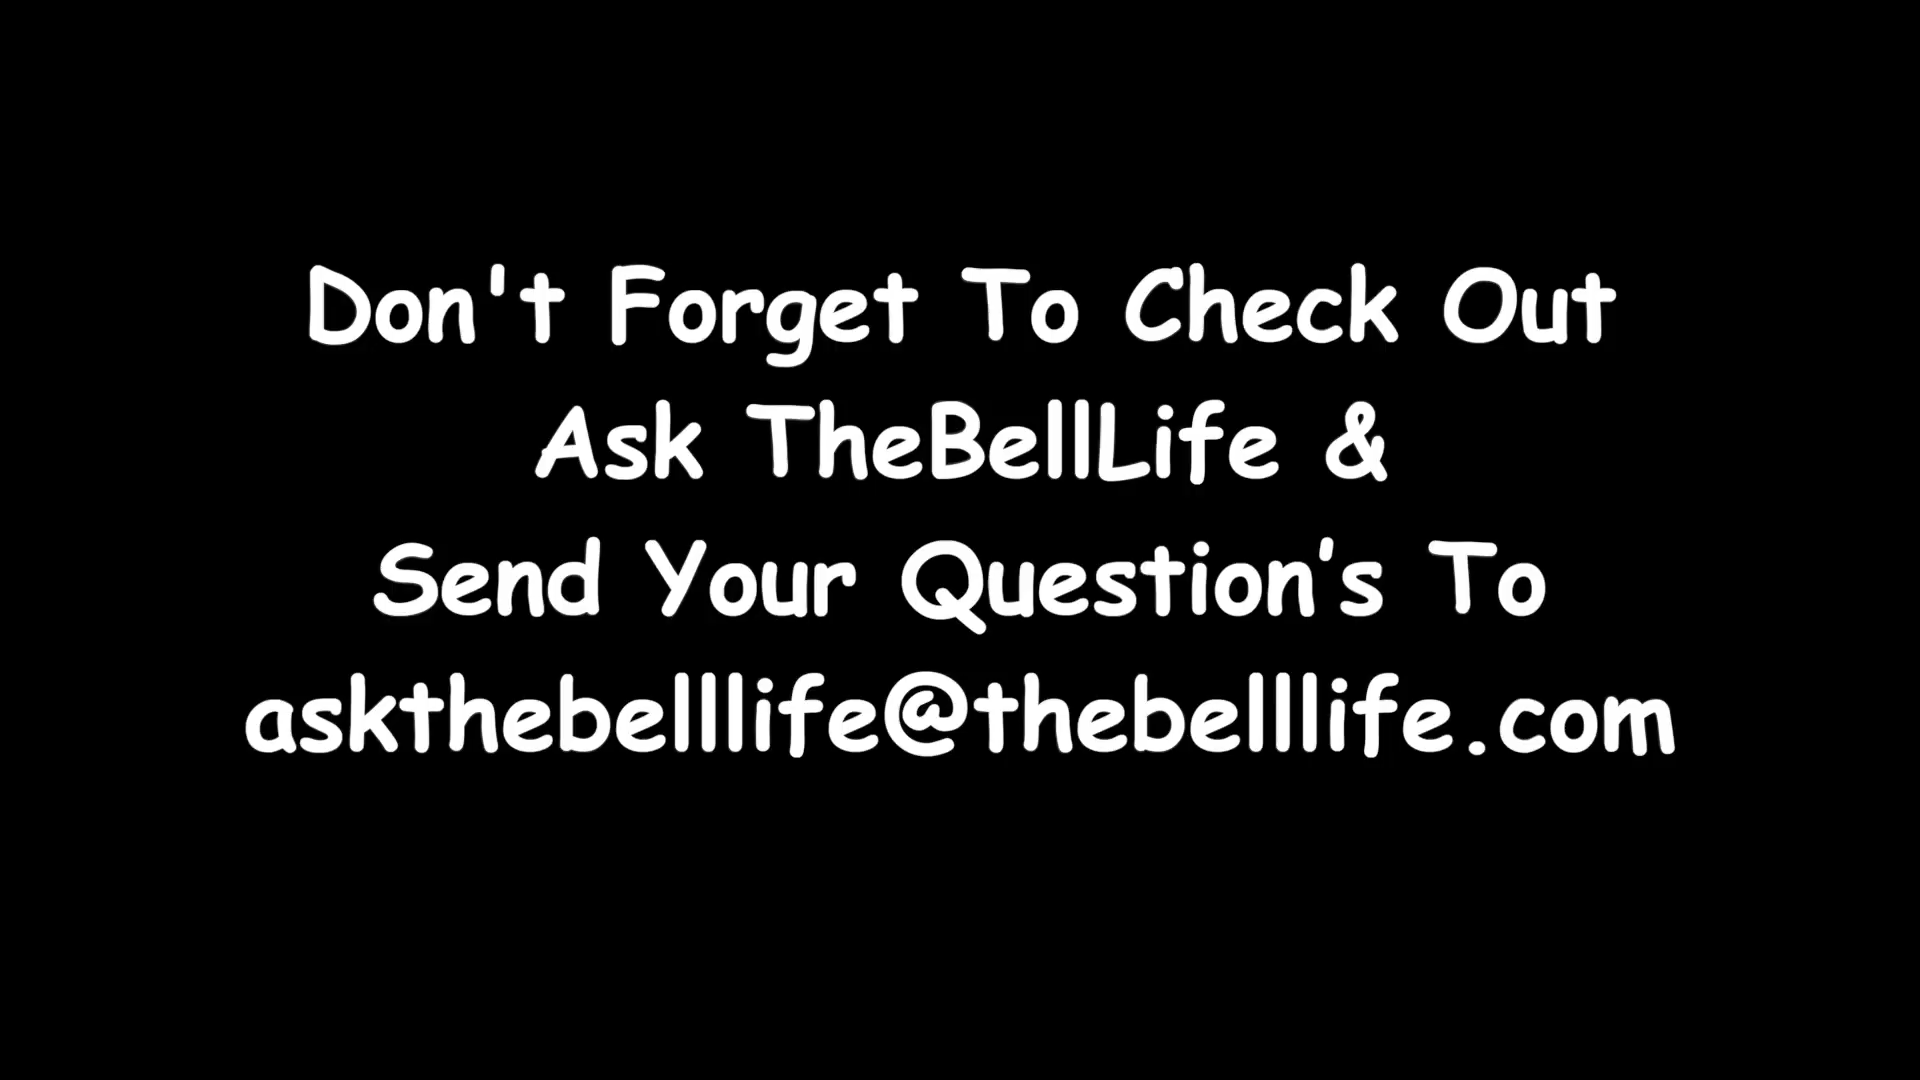 Don't Forget To Check Out
Ask TheBellLife &
Send Your Question’s To
askthebelllife@thebelllife.com